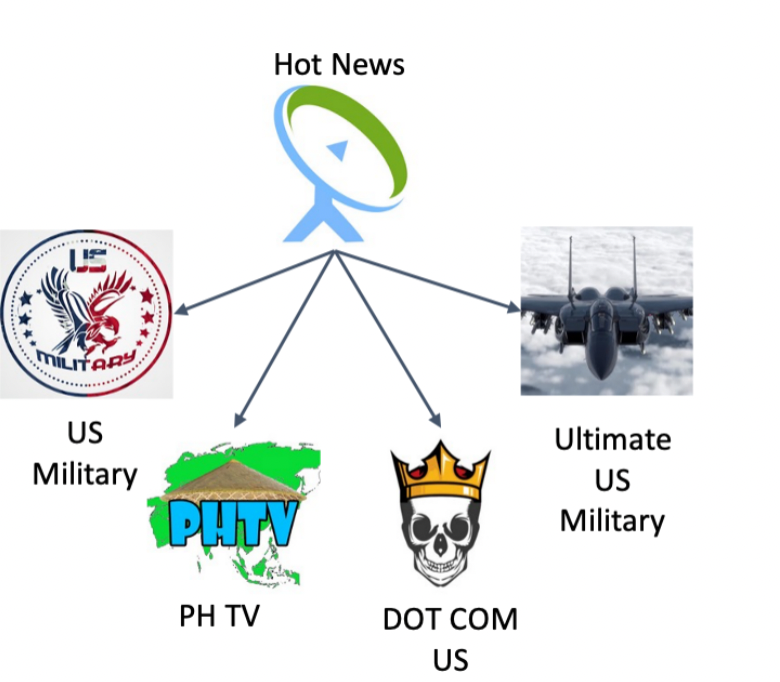 Hot News
US
MILITARY
US
Military
PHTV
PH TV
DOT COM
US
Ultimate
US
Military